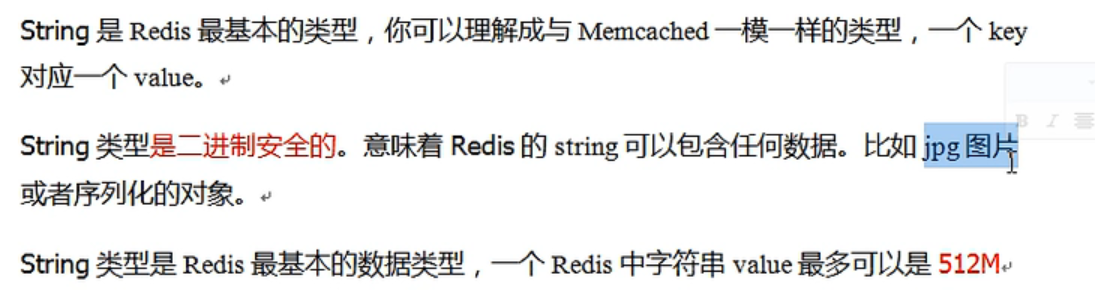 String 是 Redis 最基本的类型，你可以理解成与 Memcached 一模一样的类型，一个 key
对应一个 value。
String 类型是二进制安全的。意味着 Redis 的 string 可以包含任何数据。比如 jpg 图片
或者序列化的对象。
String 类型是 Redis 最基本的数据类型，一个 Redis 中字符串 value 最多可以是 512M